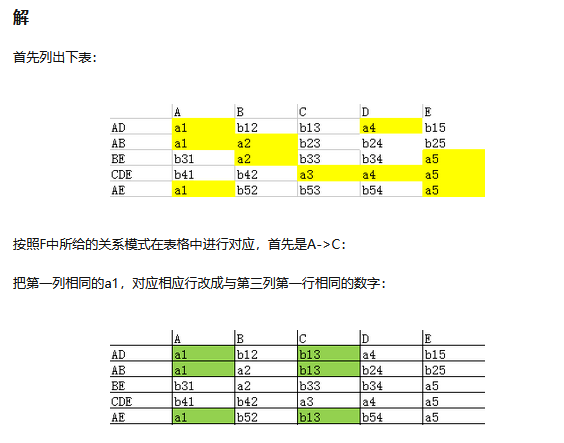 解
首先列出下表：
A B C D E
AD a1 b12 b13 a4 b15
AB a1 a2 b23 b24 b25
BE b31 a2 b33 b34 a5
CDE b41 b42 a3 a4 a5
AE a1 b52 b53 b54 a5
按照F中所给的关系模式在表格中进行对应，首先是A->C：
把第一列相同的a1，对应相应行改成与第三列第一行相同的数字：
A B C D E
AD a1 b12 b13 a4 b15
AB a1 a2 b13 b24 b25
BE b31 a2 b33 b34 a5
CDE b41 b42 a3 a4 a5
AE a1 b52 b13 b54 a5